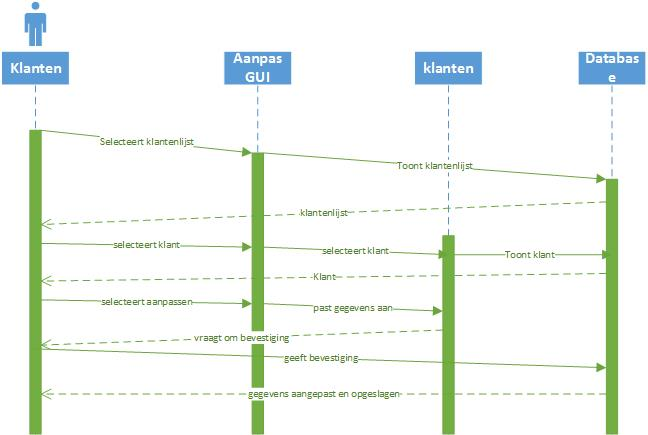 Klanten
Aanpas
GUI
klanten
Databas
e
Selecteert klantenlijst
Toont klantenlijst
klantenlijst
selecteert klant
selecteert klant
Toont klant
Klant
selecteert aanpassen
past gegevens aan
vraagt om bevestiging
geeft bevestiging
gegevens aangepast en opgeslagen